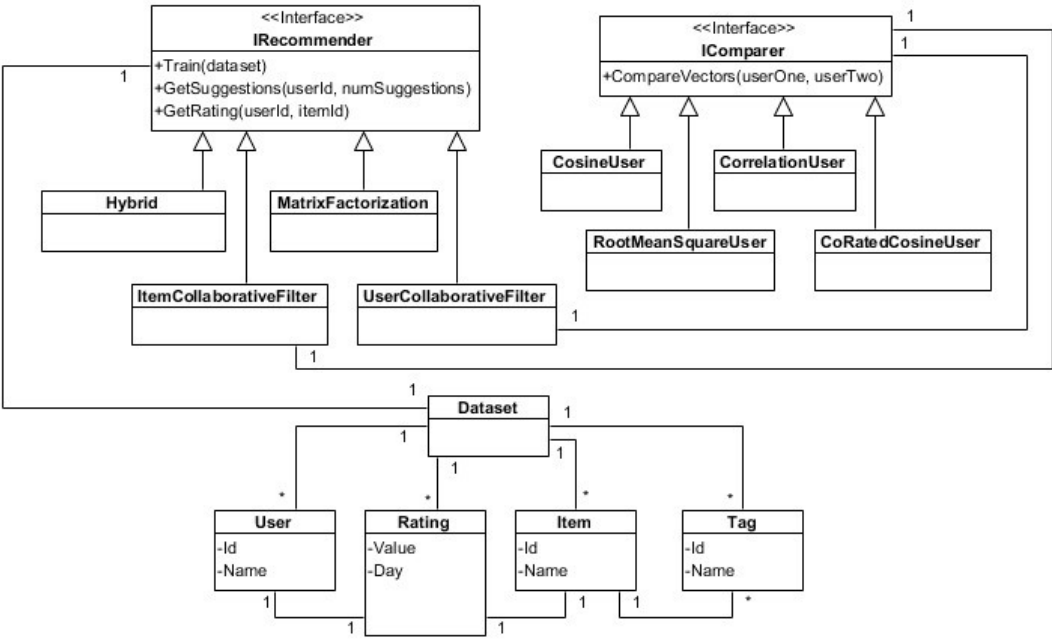 <<Interface>>
IRecommender
+Train(dataset)
+GetSuggestions(userId, numSuggestions)
+GetRating(userId, itemId)
1
<<Interface>>
IComparer
+CompareVectors(userOne, userTwo)
1
1
Hybrid
MatrixFactorization
CosineUser
CorrelationUser
RootMeanSquareUser
CoRatedCosineUser
ItemCollaborativeFilter
UserCollaborativeFilter
1
1
1
Dataset
1
1
1
1
*
*
*
*
User
-Id
-Name
Rating
-Value
-Day
Item
-Id
-Name
Tag
-Id
-Name
1
1
1
1
1
*